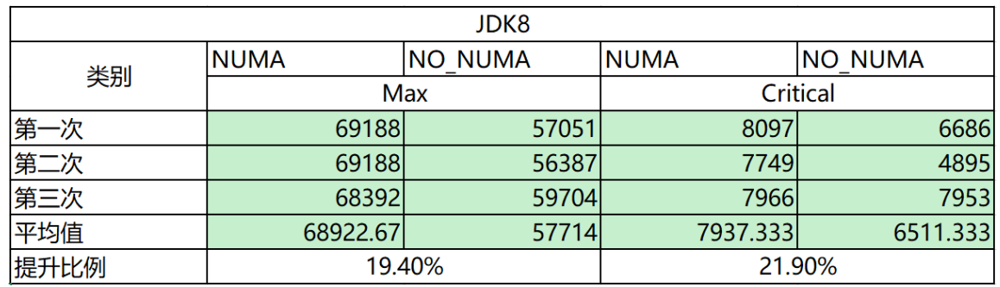 JDK8
类别 NUMA NO_NUMA NUMA NO_NUMA
Max Critical
第一次 69188 57051 8097 6686
第二次 69188 56387 7749 4895
第三次 68392 59704 7966 7953
平均值 68922.67 57714 7937.333 6511.333
提升比例 19.40% 21.90%